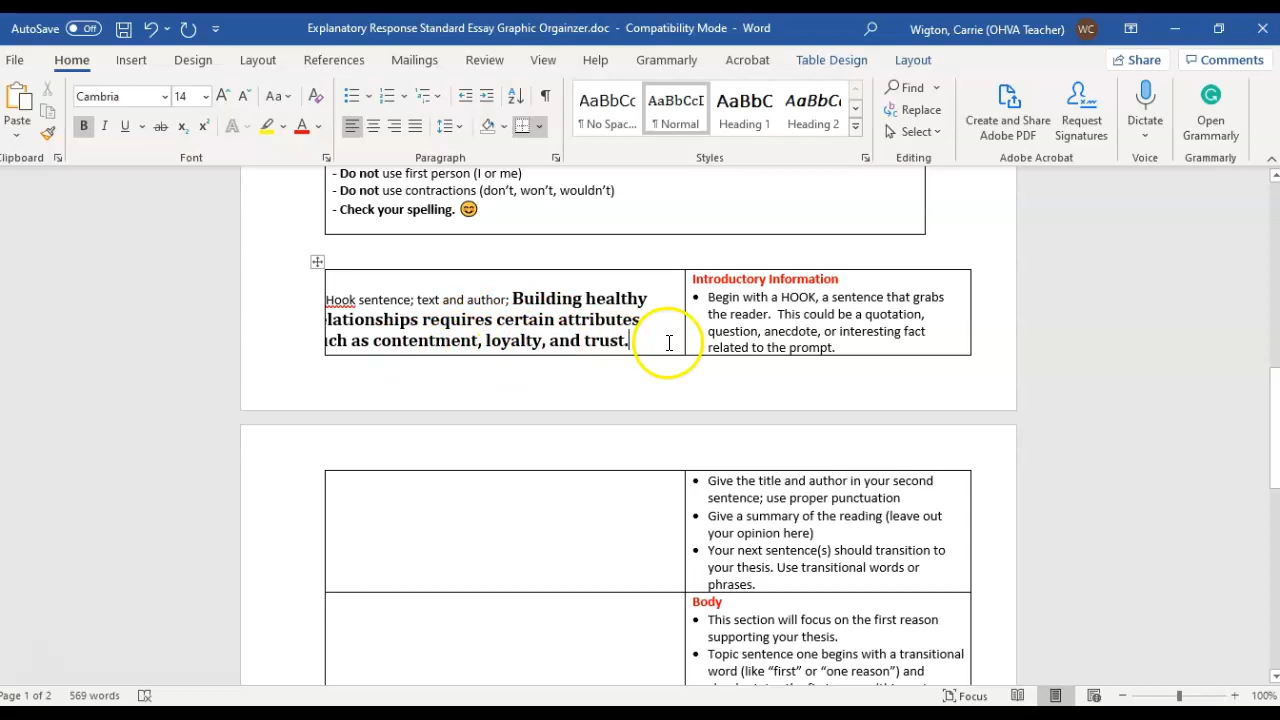 AutoSave Off Explanatory Response Standard Essay Graphic Orgainzer.doc - Compatibility Mode - Word Wigton, Carrie (OHVA Teacher) WC
File Home Insert Design Layout References Mailings Review View Help Grammarly Acrobat Table Design Layout Share Comments
Paste Cambria 14 A A Aa A Find AaBbCc AaBbCcI AaBbC AaBbCc
B I U ab x₂ x² A A Replace
¶ No Spac... ¶ Normal Heading 1 Heading 2 Select Create and Share Adobe PDF Request Signatures Dictate Open Grammarly
Clipboard Font Paragraph Styles Editing Adobe Acrobat Voice Grammarly
- Do not use first person (I or me)
- Do not use contractions (don’t, won’t, wouldn’t)
- Check your spelling. 😊
Hook sentence; text and author; Building healthy
elationships requires certain attributes
ich as contentment, loyalty, and trust.
Introductory Information
• Begin with a HOOK, a sentence that grabs
the reader. This could be a quotation,
question, anecdote, or interesting fact
related to the prompt.
• Give the title and author in your second
sentence; use proper punctuation
• Give a summary of the reading (leave out
your opinion here)
• Your next sentence(s) should transition to
your thesis. Use transitional words or
phrases.
Body
• This section will focus on the first reason
supporting your thesis.
• Topic sentence one begins with a transitional
word (like “first” or “one reason”) and
Page 1 of 2 569 words Focus 100%